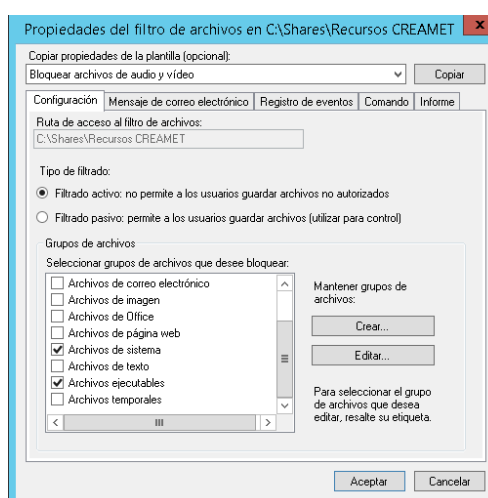 Propiedades del filtro de archivos en C:\Shares\Recursos CREAMET
Copiar propiedades de la plantilla (opcional):
Bloquear archivos de audio y vídeo
Copiar
Configuración
Mensaje de correo electrónico
Registro de eventos
Comando
Informe
Ruta de acceso al filtro de archivos:
C:\Shares\Recursos CREAMET
Tipo de filtrado:
Filtrado activo: no permite a los usuarios guardar archivos no autorizados
Filtrado pasivo: permite a los usuarios guardar archivos (utilizar para control)
Grupos de archivos
Seleccionar grupos de archivos que desee bloquear:
Archivos de correo electrónico
Archivos de imagen
Archivos de Office
Archivos de página web
Archivos de sistema
Archivos de texto
Archivos ejecutables
Archivos temporales
Mantener grupos de
archivos:
Crear...
Editar...
Para seleccionar el grupo
de archivos que desea
editar, resalte su etiqueta.
Aceptar
Cancelar